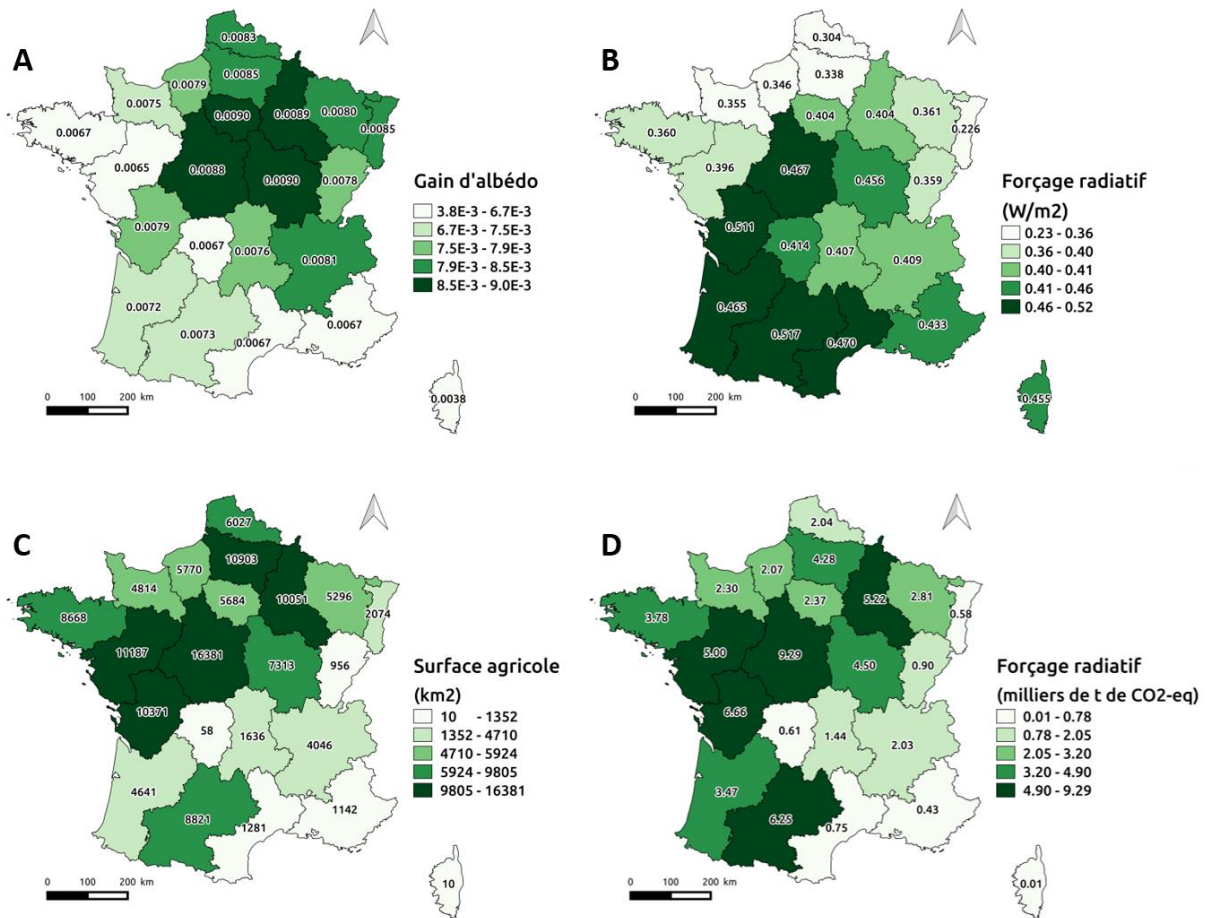 A
0.0083
0.0085
0.0079
0.0075
0.0090
0.0089
0.0080
0.0085
0.0067
0.0065
0.0088
0.0090
0.0078
0.0079
0.0067
0.0076
0.0081
0.0072
0.0073
0.0067
0.0067
0.0038
Gain d'albédo
3.8E-3 - 6.7E-3
6.7E-3 - 7.5E-3
7.5E-3 - 7.9E-3
7.9E-3 - 8.5E-3
8.5E-3 - 9.0E-3
0 100 200 km
B
0.304
0.338
0.346
0.355
0.404
0.404
0.361
0.226
0.360
0.396
0.467
0.456
0.359
0.511
0.414
0.407
0.409
0.465
0.517
0.470
0.433
0.455
Forçage radiatif
(W/m2)
0.23 - 0.36
0.36 - 0.40
0.40 - 0.41
0.41 - 0.46
0.46 - 0.52
0 100 200 km
C
6027
10903
5770
4814
5684
10051
5296
2074
8668
11187
16381
7313
956
10371
58
1636
4046
4641
8821
1281
1142
10
Surface agricole
(km2)
10 - 1352
1352 - 4710
4710 - 5924
5924 - 9805
9805 - 16381
0 100 200 km
D
2.04
4.28
2.07
2.30
2.37
5.22
2.81
0.58
3.78
5.00
9.29
4.50
0.90
6.66
0.61
1.44
2.03
3.47
6.25
0.75
0.43
0.01
Forçage radiatif
(milliers de t de CO2-eq)
0.01 - 0.78
0.78 - 2.05
2.05 - 3.20
3.20 - 4.90
4.90 - 9.29
0 100 200 km